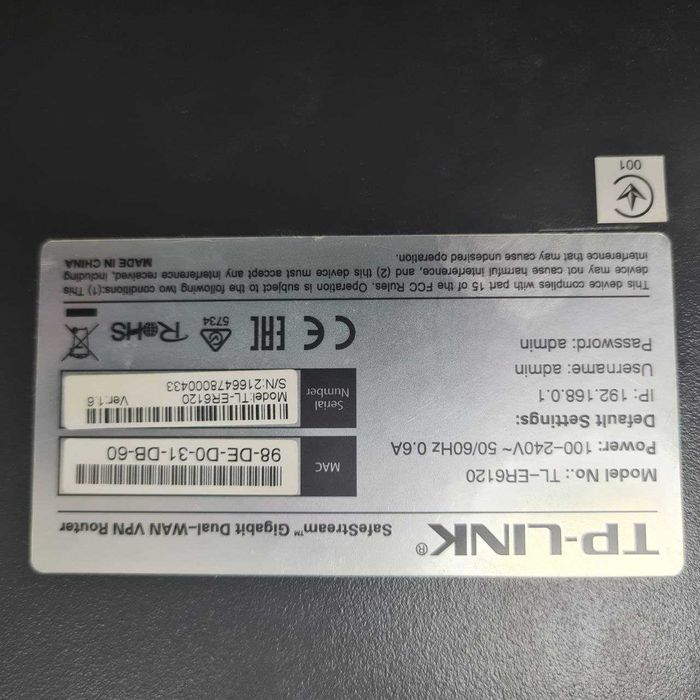 TP-LINK®
SafeStream™ Gigabit Dual-WAN VPN Router
Model No.: TL-ER6120
Power: 100–240V~ 50/60Hz 0.6A
Default Settings:
IP: 192.168.0.1
Username: admin
Password: admin
MAC
98-DE-D0-31-DB-60
Serial
Number
S/N:2166478000433
Model:TL-ER6120 Ver:1.6
CE
EAC
5734
RoHS
This device complies with part 15 of the FCC Rules. Operation is subject to the following two conditions:(1) This
device may not cause harmful interference, and (2) this device must accept any interference received, including
interference that may cause undesired operation.
MADE IN CHINA
001